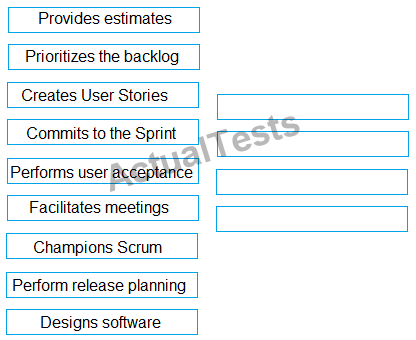 Provides estimates
Prioritizes the backlog
Creates User Stories
Commits to the Sprint
ActualTests
Performs user acceptance
Facilitates meetings
Champions Scrum
Perform release planning
Designs software